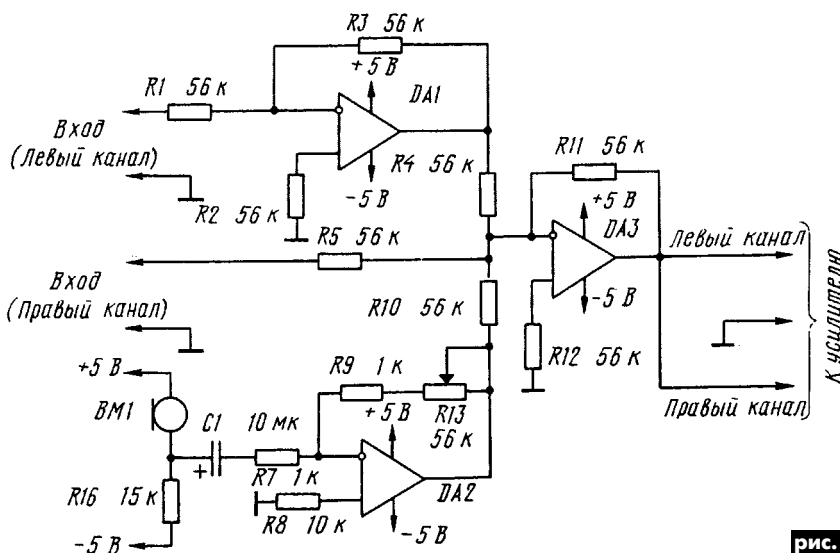 R3 56 к
+5 В
R1 56 к
DA1
Вход
(Левый канал)
R4
56 к
-5 В
R2 56 к
R11 56 к
+5 В
DA3
R5 56 к
Левый канал
Вход
(Правый канал)
R10
56 к
-5 В
R12 56 к
К усилителю
Правый канал
+5 В
R9 1 к
BM1
C1
10 мк
+5 В
R13
56 к
+
R7 1 к
DA2
R16 15 к
R8 10 к
-5 В
-5 В
рис.